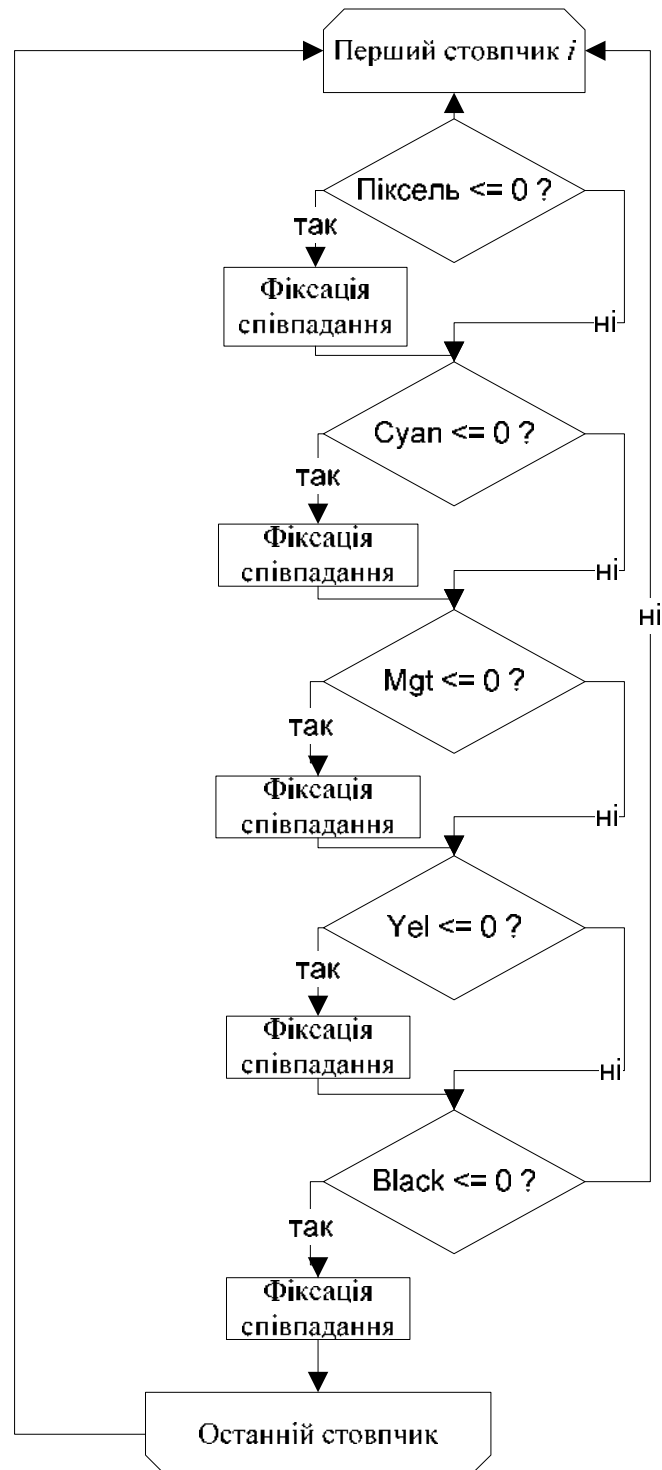 Перший стовпчик i
Піксель <= 0 ?
так
Фіксація
співпадання
ні
Cyan <= 0 ?
так
Фіксація
співпадання
ні
ні
Mgt <= 0 ?
так
Фіксація
співпадання
ні
Yel <= 0 ?
так
Фіксація
співпадання
ні
Black <= 0 ?
так
Фіксація
співпадання
Останній стовпчик